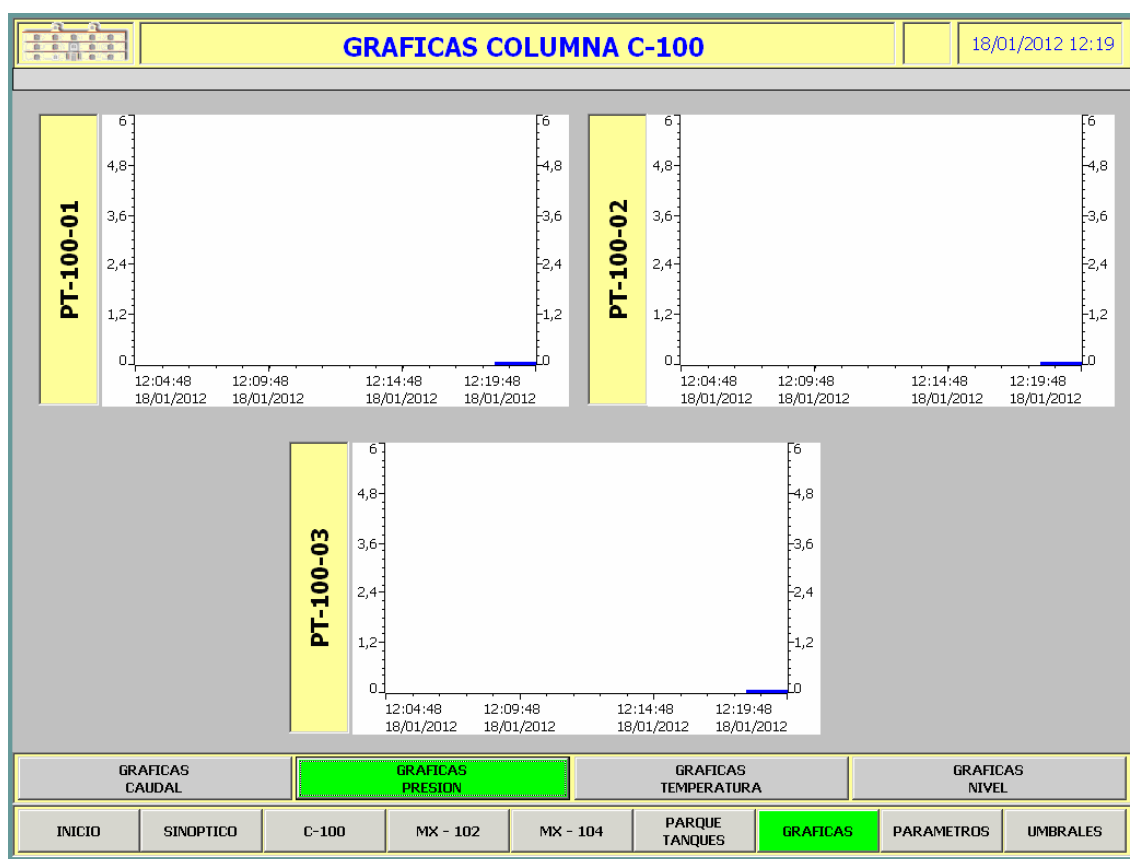 GRAFICAS COLUMNA C-100
18/01/2012 12:19
PT-100-01
6 6
4,8 4,8
3,6 3,6
2,4 2,4
1,2 1,2
0 0
12:04:48 12:09:48 12:14:48 12:19:48
18/01/2012 18/01/2012 18/01/2012 18/01/2012
PT-100-02
6 6
4,8 4,8
3,6 3,6
2,4 2,4
1,2 1,2
0 0
12:04:48 12:09:48 12:14:48 12:19:48
18/01/2012 18/01/2012 18/01/2012 18/01/2012
PT-100-03
6 6
4,8 4,8
3,6 3,6
2,4 2,4
1,2 1,2
0 0
12:04:48 12:09:48 12:14:48 12:19:48
18/01/2012 18/01/2012 18/01/2012 18/01/2012
GRAFICAS
CAUDAL
GRAFICAS
PRESION
GRAFICAS
TEMPERATURA
GRAFICAS
NIVEL
INICIO
SINOPTICO
C-100
MX - 102
MX - 104
PARQUE
TANQUES
GRAFICAS
PARAMETROS
UMBRALES